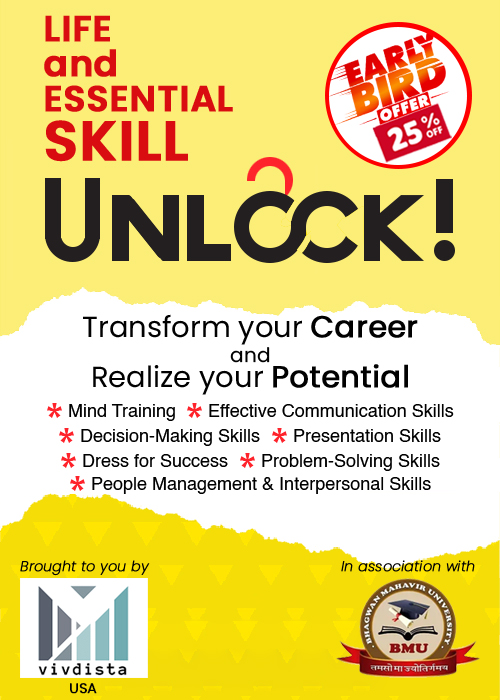 LIFE
and
ESSENTIAL
SKILL
EARLY
BIRD
OFFER
25% OFF
UNLOCK!
Transform your Career
and
Realize your Potential
* Mind Training * Effective Communication Skills
* Decision-Making Skills * Presentation Skills
* Dress for Success * Problem-Solving Skills
* People Management & Interpersonal Skills
Brought to you by
vivdista
USA
In association with
BHAGWAN MAHAVIR UNIVERSITY
BMU
तमसो मा ज्योतिर्गमय